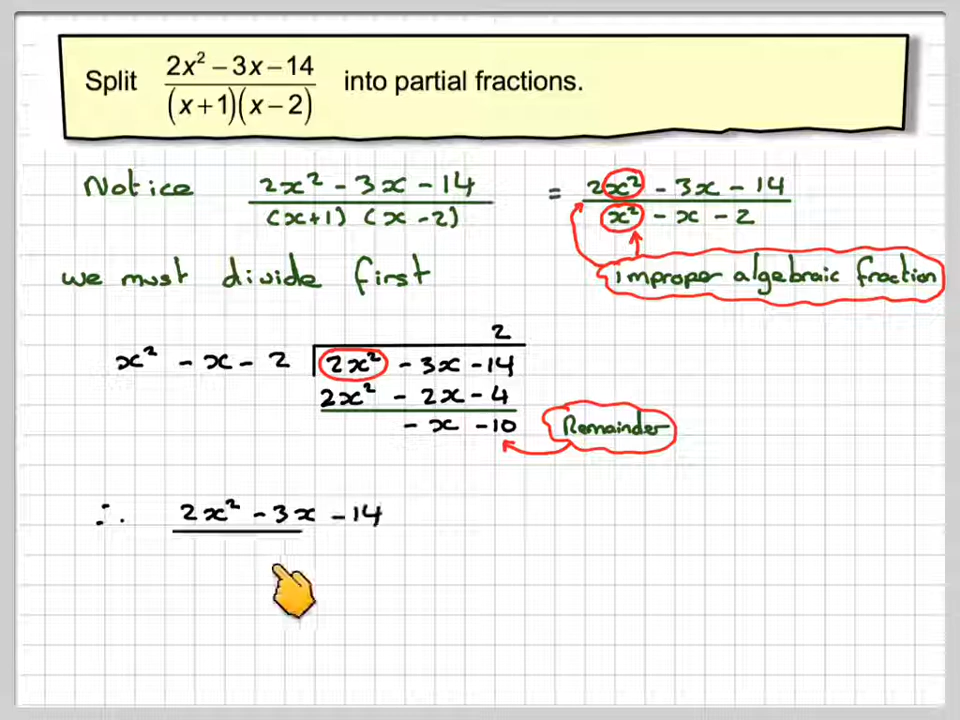 Split (2x² − 3x − 14)/((x+1)(x−2)) into partial fractions.
Notice (2x² - 3x - 14)/((x+1) (x-2)) = (2x² - 3x - 14)/(x² - x - 2)
we must divide first
improper algebraic fraction
2
x² - x - 2 2x² - 3x - 14
2x² - 2x - 4
- x - 10
Remainder
∴ 2x² - 3x - 14